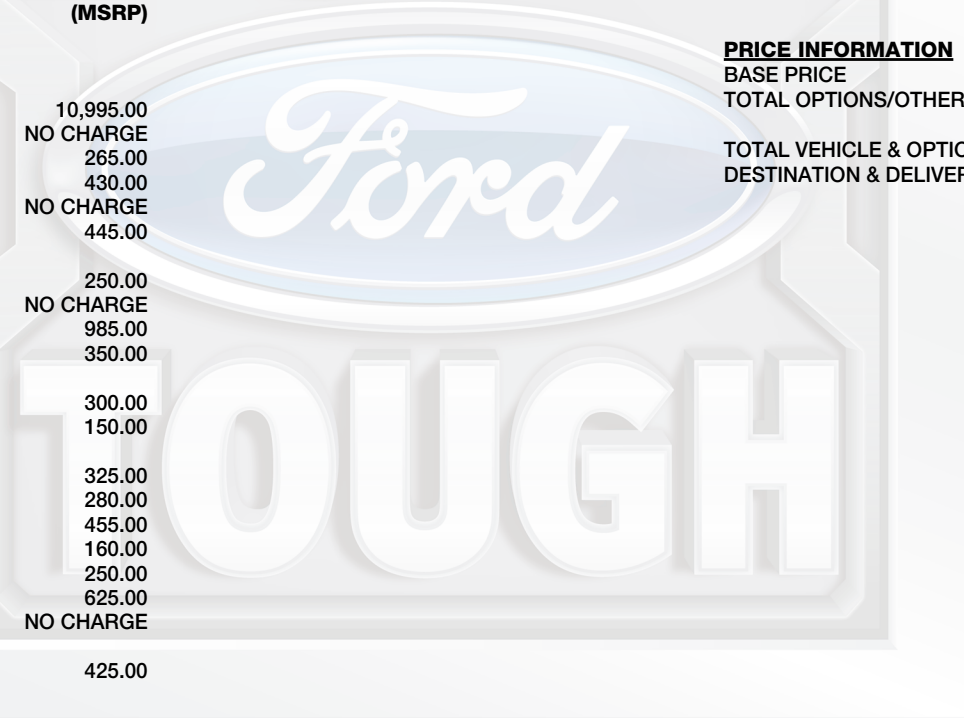 (MSRP)
10,995.00
NO CHARGE
265.00
430.00
NO CHARGE
445.00
250.00
NO CHARGE
985.00
350.00
300.00
150.00
325.00
280.00
455.00
160.00
250.00
625.00
NO CHARGE
425.00
PRICE INFORMATION
BASE PRICE
TOTAL OPTIONS/OTHER
TOTAL VEHICLE & OPTIO
DESTINATION & DELIVER
Ford
TOUGH